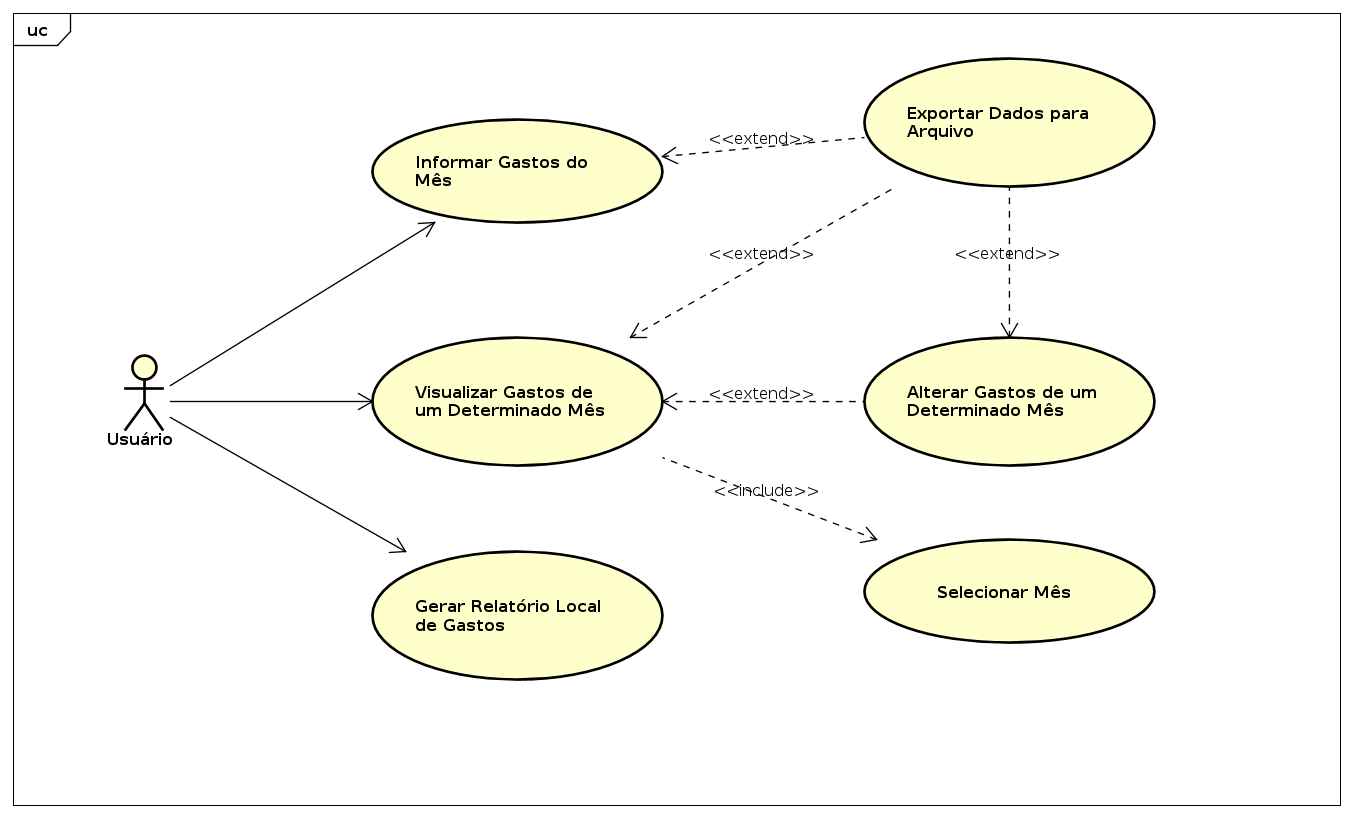 uc
Exportar Dados para
Arquivo
<<extend>>
Informar Gastos do
Mês
<<extend>>
<<extend>>
Visualizar Gastos de
um Determinado Mês
<<extend>>
Alterar Gastos de um
Determinado Mês
Usuário
<<include>>
Selecionar Mês
Gerar Relatório Local
de Gastos